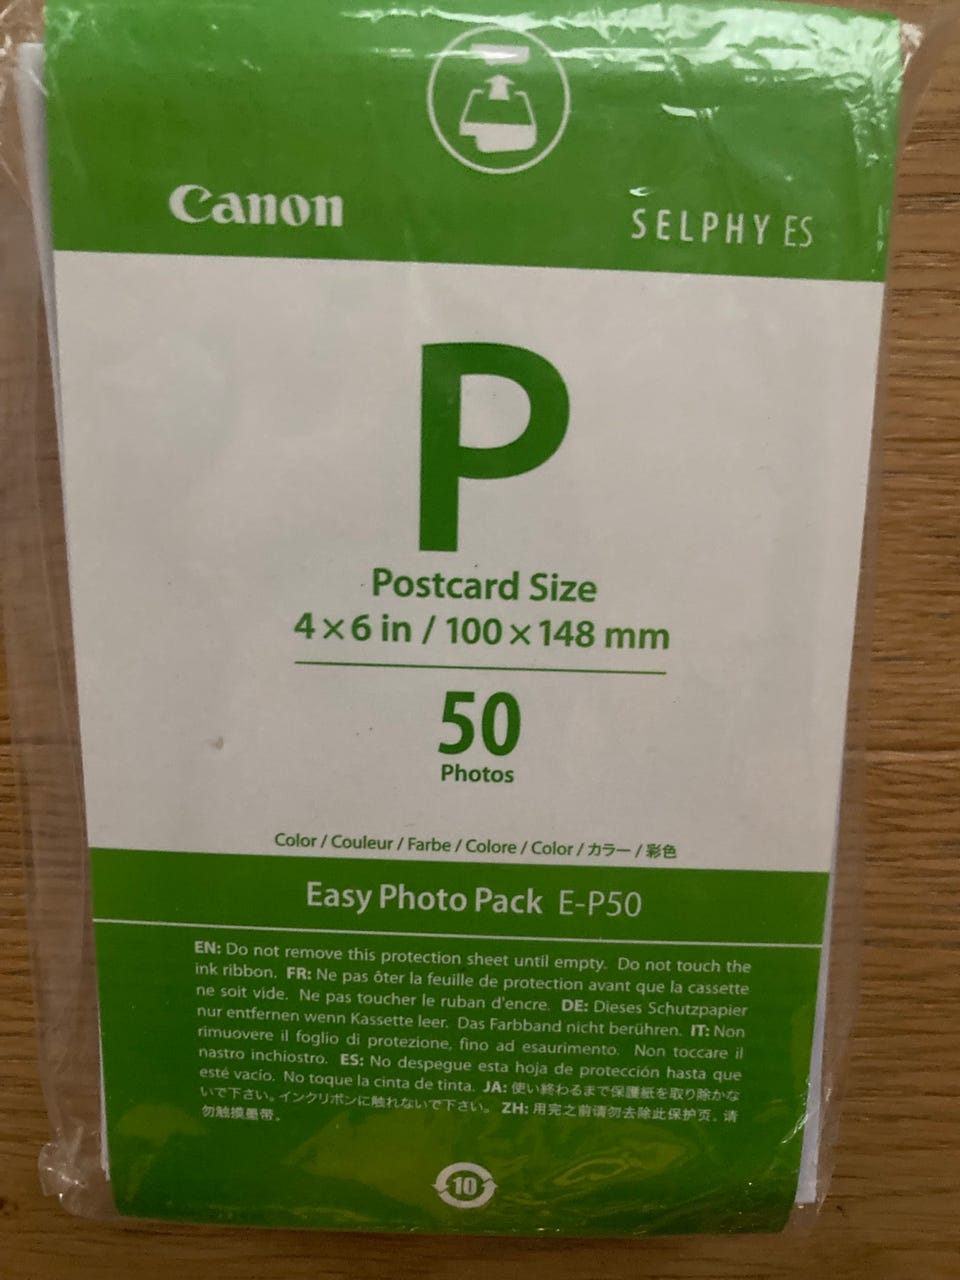 Canon
SELPHY ES
P
Postcard Size
4×6 in / 100×148 mm
50
Photos
Color / Couleur / Farbe / Colore / Color / カラー / 彩色
Easy Photo Pack E-P50
EN: Do not remove this protection sheet until empty. Do not touch the
ink ribbon. FR: Ne pas ôter la feuille de protection avant que la cassette
ne soit vide. Ne pas toucher le ruban d'encre. DE: Dieses Schutzpapier
nur entfernen wenn Kassette leer. Das Farbband nicht berühren. IT: Non
rimuovere il foglio di protezione, fino ad esaurimento. Non toccare il
nastro inchiostro. ES: No despegue esta hoja de protección hasta que
esté vacío. No toque la cinta de tinta. JA: 使い終わるまで保護紙を取り除かな
いで下さい。インクリボンに触れないで下さい。 ZH: 用完之前请勿去除此保护页。请
勿触摸墨带。
10